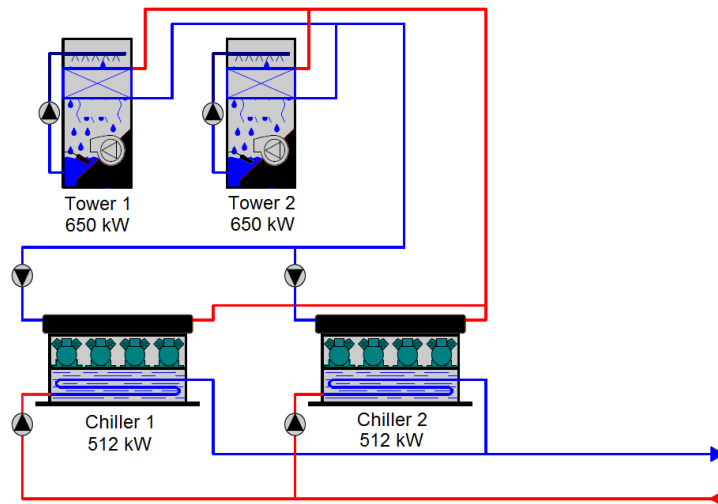 Tower 1
650 kW
Tower 2
650 kW
Chiller 1
512 kW
Chiller 2
512 kW